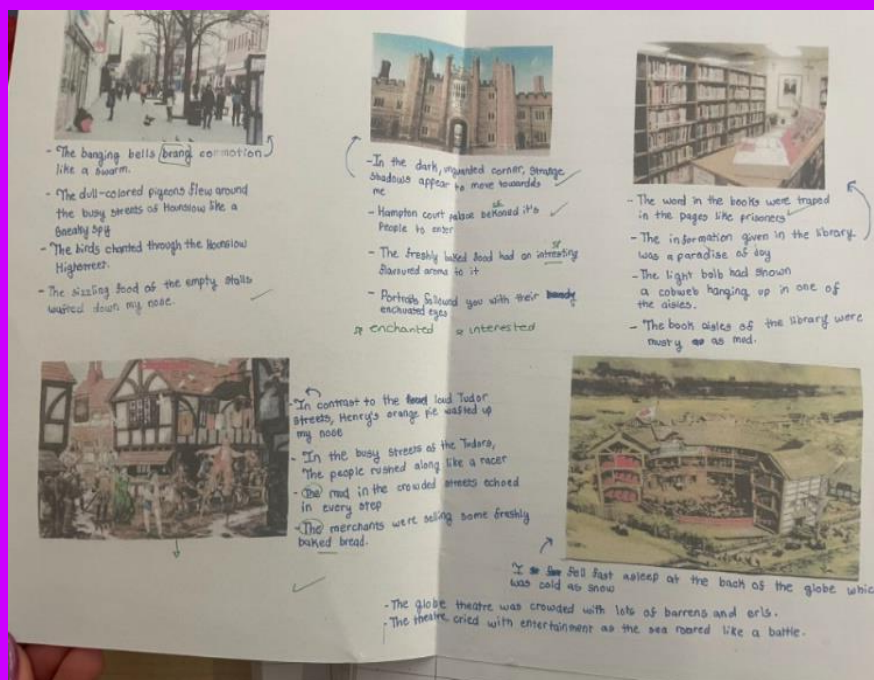 - The banging bells brang commotion
like a swarm.
- The dull-colored pigeons flew around
the busy streets of Hounslow like a
Sneaky Spy
- The birds chanted through the Hounslow
Highstreet.
- The sizzling food of the empty stalls
wafted down my nose.
- In the dark, unguarded corner, strange
shadows appear to move towardds
me
- Hampton court palace bekoned it's
People to enter
- The freshly baked food had an intresting
flavoured aroma to it
- Portraits followed you with their
enchuated eyes
enchanted interested
- The word in the books were traped
in the pages like prisoners
- The information given in the library
was a paradise of day
- The light bolb had shown
a cobweb hanging up in one of
the aisles.
- The book aisles of the library were
musty as mod.
- In contrast to the loud Tudor
streets, Henry's orange pie wafted up
my nose
- In the busy streets of the Tudors,
The people rushed along like a racer
- The mud in the crowded streets echoed
in every step
- The merchants were selling some freshly
baked bread.
I fell fast asleep at the back of the globe which
was cold as snow
- The globe theatre was crowded with lots of barrens and erls.
- The theatre cried with entertainment as the sea roared like a battle.